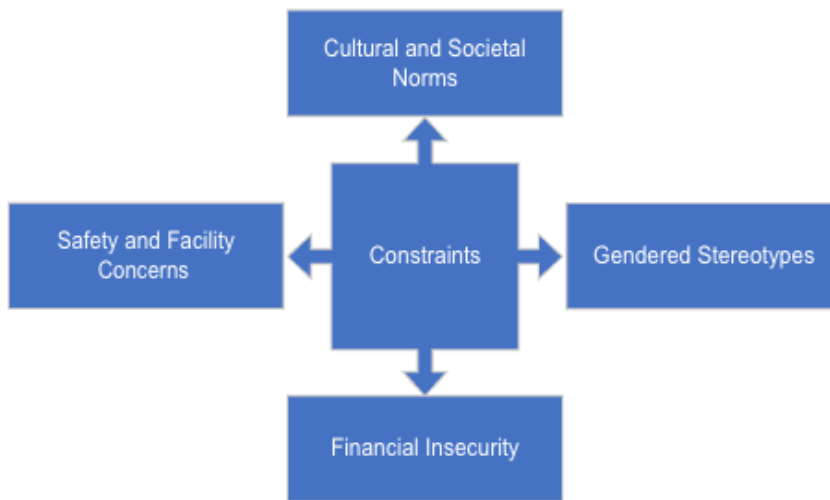 Cultural and Societal
Norms
Safety and Facility
Concerns
Constraints
Gendered Stereotypes
Financial Insecurity